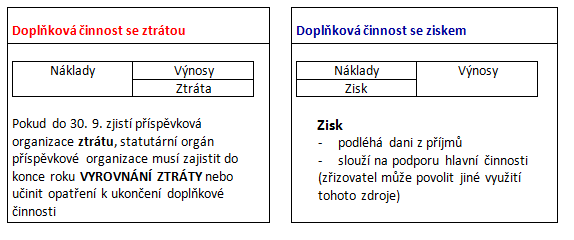 Doplňková činnost se ztrátou
Náklady Výnosy
Ztráta
Pokud do 30. 9. zjistí příspěvková
organizace ztrátu, statutární orgán
příspěvkové organizace musí zajistit do
konce roku VYROVNÁNÍ ZTRÁTY nebo
učinit opatření k ukončení doplňkové
činnosti
Doplňková činnost se ziskem
Náklady Výnosy
Zisk
Zisk
- podléhá dani z příjmů
- slouží na podporu hlavní činnosti
(zřizovatel může povolit jiné využití
tohoto zdroje)